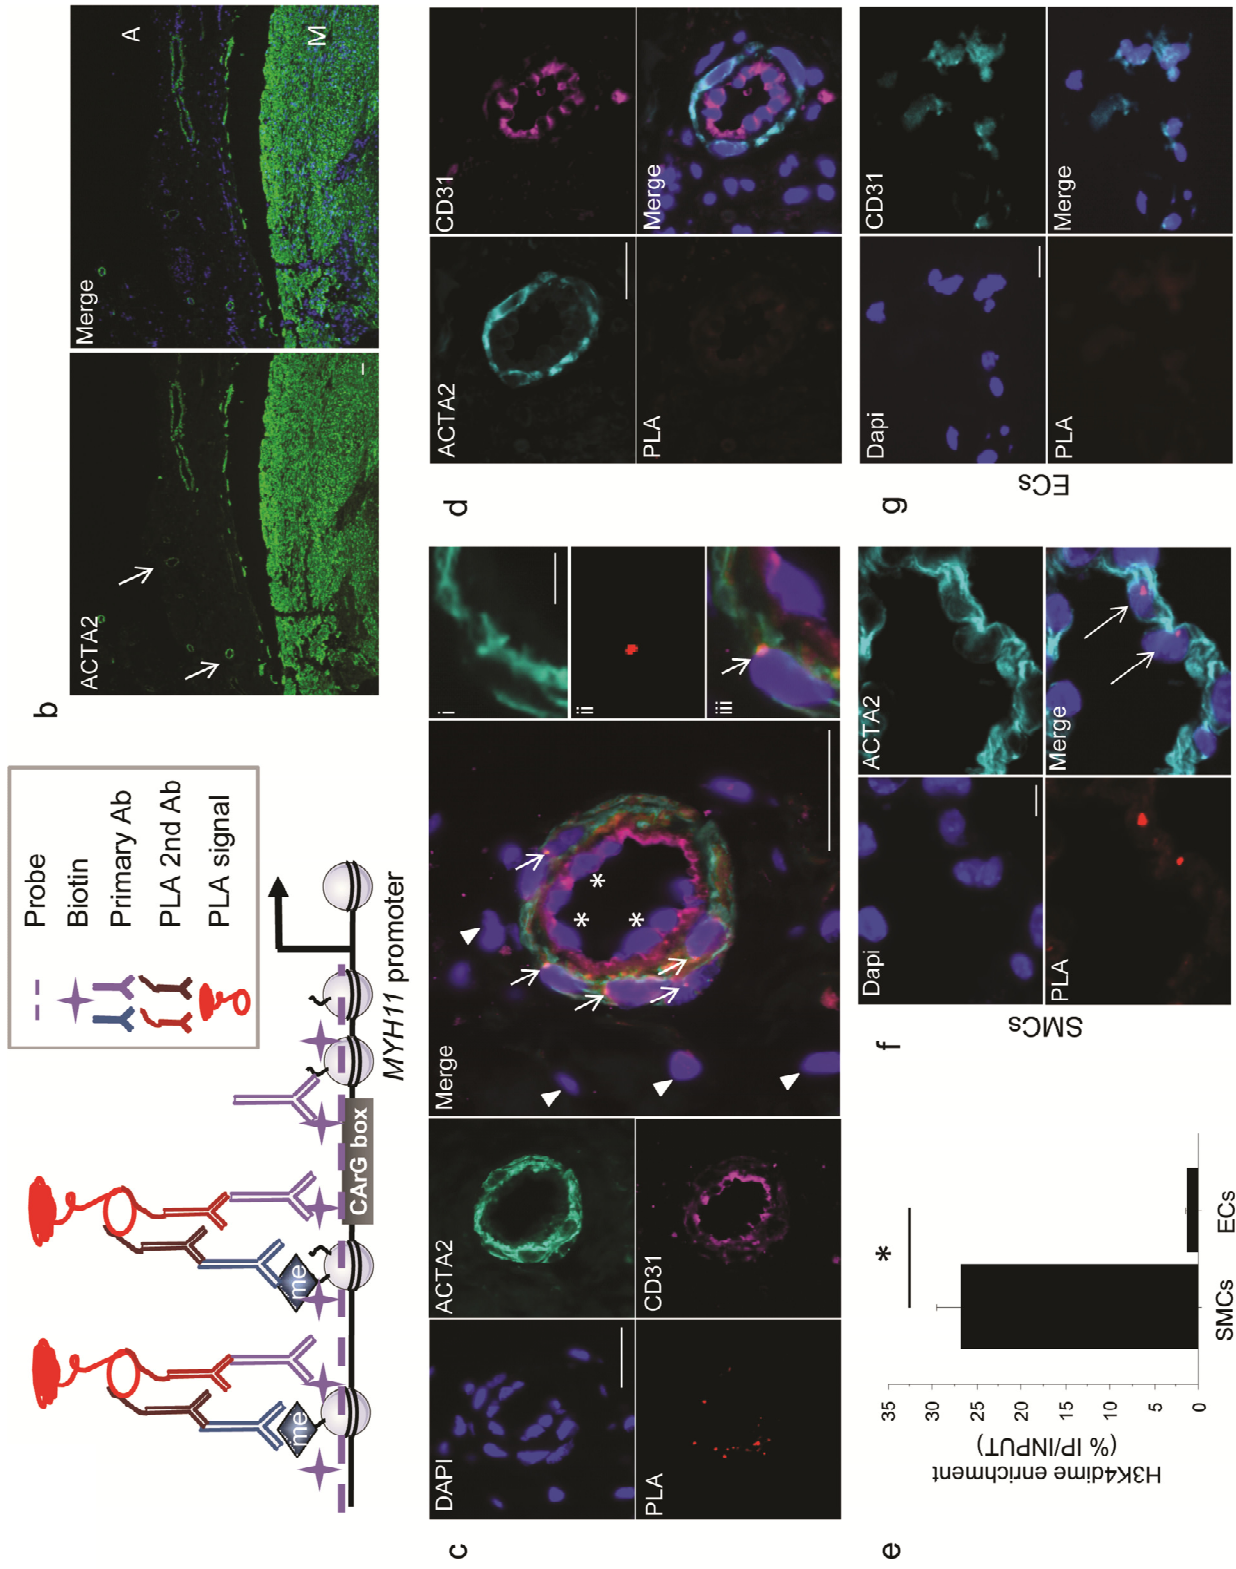 Probe
Biotin
Primary Ab
PLA 2nd Ab
PLA signal
me
me
CArG box
MYH11 promoter
b
ACTA2
Merge
A
M
c
DAPI
ACTA2
Merge
i
ii
iii
PLA
CD31
d
ACTA2
CD31
PLA
Merge
e
H3K4dime enrichment
(% IP/INPUT)
35
30
25
20
15
10
5
0
*
SMCs
ECs
f
SMCs
Dapi
ACTA2
PLA
Merge
g
ECs
Dapi
CD31
PLA
Merge